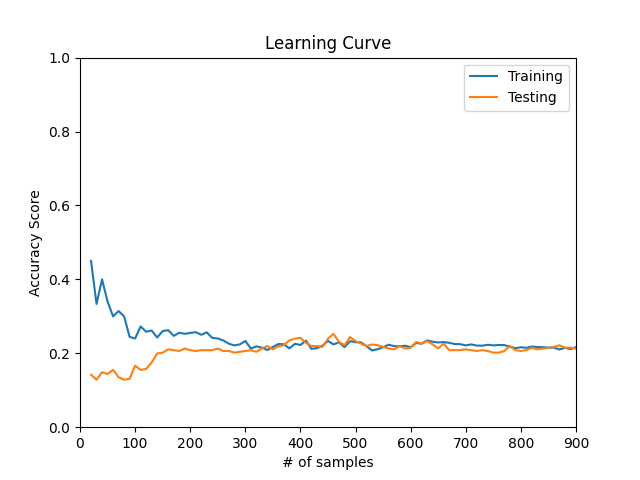 Learning Curve
Training
Testing
Accuracy Score
1.0
0.8
0.6
0.4
0.2
0.0
0 100 200 300 400 500 600 700 800 900
# of samples